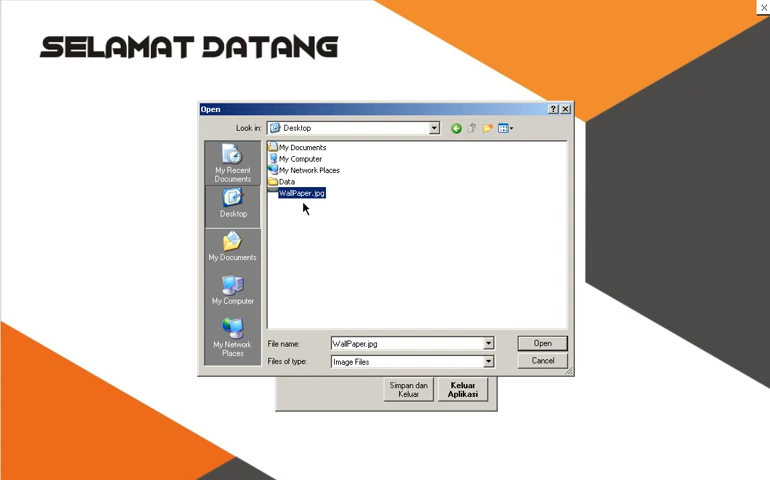 SELAMAT DATANG
Open
Look in:
Desktop
My Recent
Documents
Desktop
My Documents
My Computer
My Network
Places
My Documents
My Computer
My Network Places
Data
WallPaper.jpg
File name:
WallPaper.jpg
Open
Files of type:
Image Files
Cancel
Simpan dan
Keluar
Keluar
Aplikasi